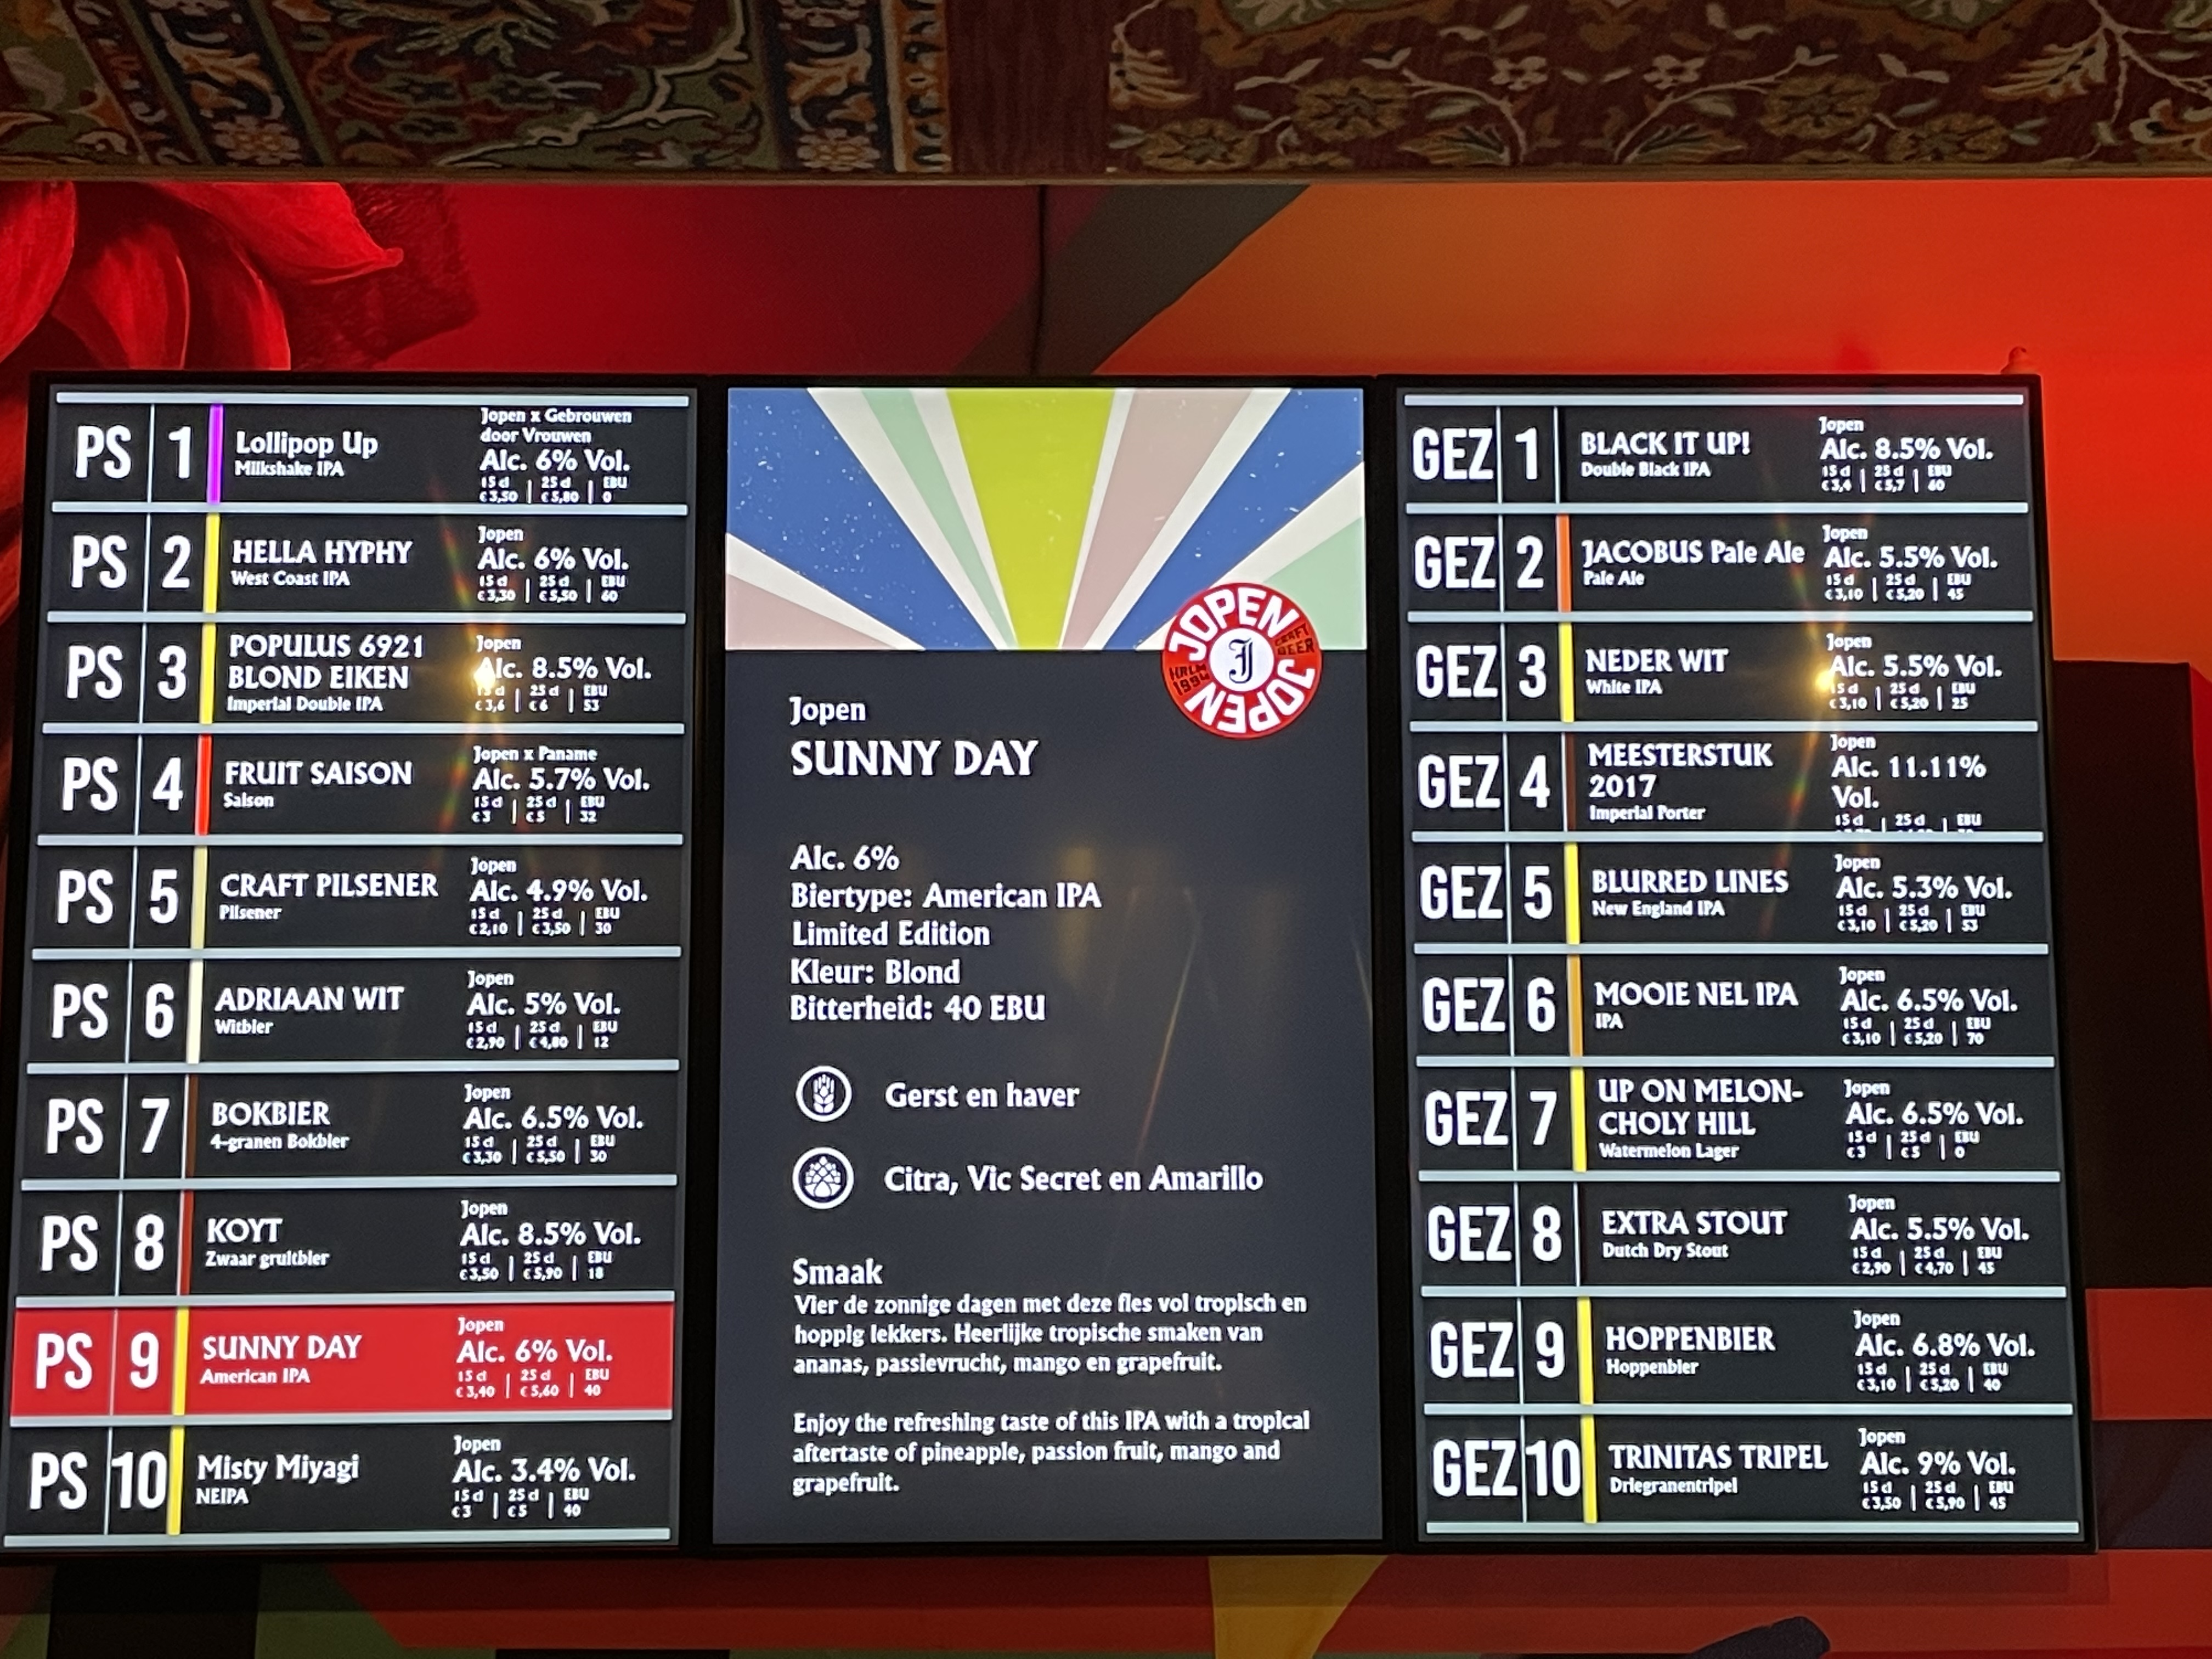 PS 1 Lollipop Up
Milkshake IPA
Jopen x Gebrouwen
door Vrouwen
Alc. 6% Vol.
15 cl 25 cl EBU
€3,50 €5,80 0
PS 2 HELLA HYPHY
West Coast IPA
Jopen
Alc. 6% Vol.
15 cl 25 cl EBU
€3,30 €5,50 60
PS 3 POPULUS 6921
BLOND EIKEN
Imperial Double IPA
Jopen
Alc. 8.5% Vol.
15 cl 25 cl EBU
€3,6 €6 53
PS 4 FRUIT SAISON
Saison
Jopen x Paname
Alc. 5.7% Vol.
15 cl 25 cl EBU
€3 €5 32
PS 5 CRAFT PILSENER
Pilsener
Jopen
Alc. 4.9% Vol.
15 cl 25 cl EBU
€2,10 €3,50 30
PS 6 ADRIAAN WIT
Witbier
Jopen
Alc. 5% Vol.
15 cl 25 cl EBU
€2,90 €4,80 12
PS 7 BOKBIER
4-granen Bokbier
Jopen
Alc. 6.5% Vol.
15 cl 25 cl EBU
€3,30 €5,50 30
PS 8 KOYT
Zwaar gruitbier
Jopen
Alc. 8.5% Vol.
15 cl 25 cl EBU
€3,50 €5,90 18
PS 9 SUNNY DAY
American IPA
Jopen
Alc. 6% Vol.
15 cl 25 cl EBU
€3,40 €5,60 40
PS 10 Misty Miyagi
NEIPA
Jopen
Alc. 3.4% Vol.
15 cl 25 cl EBU
€3 €5 40
JOPEN
CRAFT
BEER
J
HRLM
1994
JOPEN
Jopen
SUNNY DAY
Alc. 6%
Biertype: American IPA
Limited Edition
Kleur: Blond
Bitterheid: 40 EBU
Gerst en haver
Citra, Vic Secret en Amarillo
Smaak
Vier de zonnige dagen met deze fles vol tropisch en
hoppig lekkers. Heerlijke tropische smaken van
ananas, passievrucht, mango en grapefruit.
Enjoy the refreshing taste of this IPA with a tropical
aftertaste of pineapple, passion fruit, mango and
grapefruit.
GEZ 1 BLACK IT UP!
Double Black IPA
Jopen
Alc. 8.5% Vol.
15 cl 25 cl EBU
€3,4 €5,7 60
GEZ 2 JACOBUS Pale Ale
Pale Ale
Jopen
Alc. 5.5% Vol.
15 cl 25 cl EBU
€3,10 €5,20 45
GEZ 3 NEDER WIT
White IPA
Jopen
Alc. 5.5% Vol.
15 cl 25 cl EBU
€3,10 €5,20 25
GEZ 4 MEESTERSTUK
2017
Imperial Porter
Jopen
Alc. 11.11%
Vol.
15 cl 25 cl EBU
GEZ 5 BLURRED LINES
New England IPA
Jopen
Alc. 5.3% Vol.
15 cl 25 cl EBU
€3,10 €5,20 53
GEZ 6 MOOIE NEL IPA
IPA
Jopen
Alc. 6.5% Vol.
15 cl 25 cl EBU
€3,10 €5,20 70
GEZ 7 UP ON MELON-
CHOLY HILL
Watermelon Lager
Jopen
Alc. 6.5% Vol.
15 cl 25 cl EBU
€3 €5 0
GEZ 8 EXTRA STOUT
Dutch Dry Stout
Jopen
Alc. 5.5% Vol.
15 cl 25 cl EBU
€2,90 €4,70 45
GEZ 9 HOPPENBIER
Hoppenbier
Jopen
Alc. 6.8% Vol.
15 cl 25 cl EBU
€3,10 €5,20 40
GEZ 10 TRINITAS TRIPEL
Driegranentripel
Jopen
Alc. 9% Vol.
15 cl 25 cl EBU
€3,50 €5,90 45